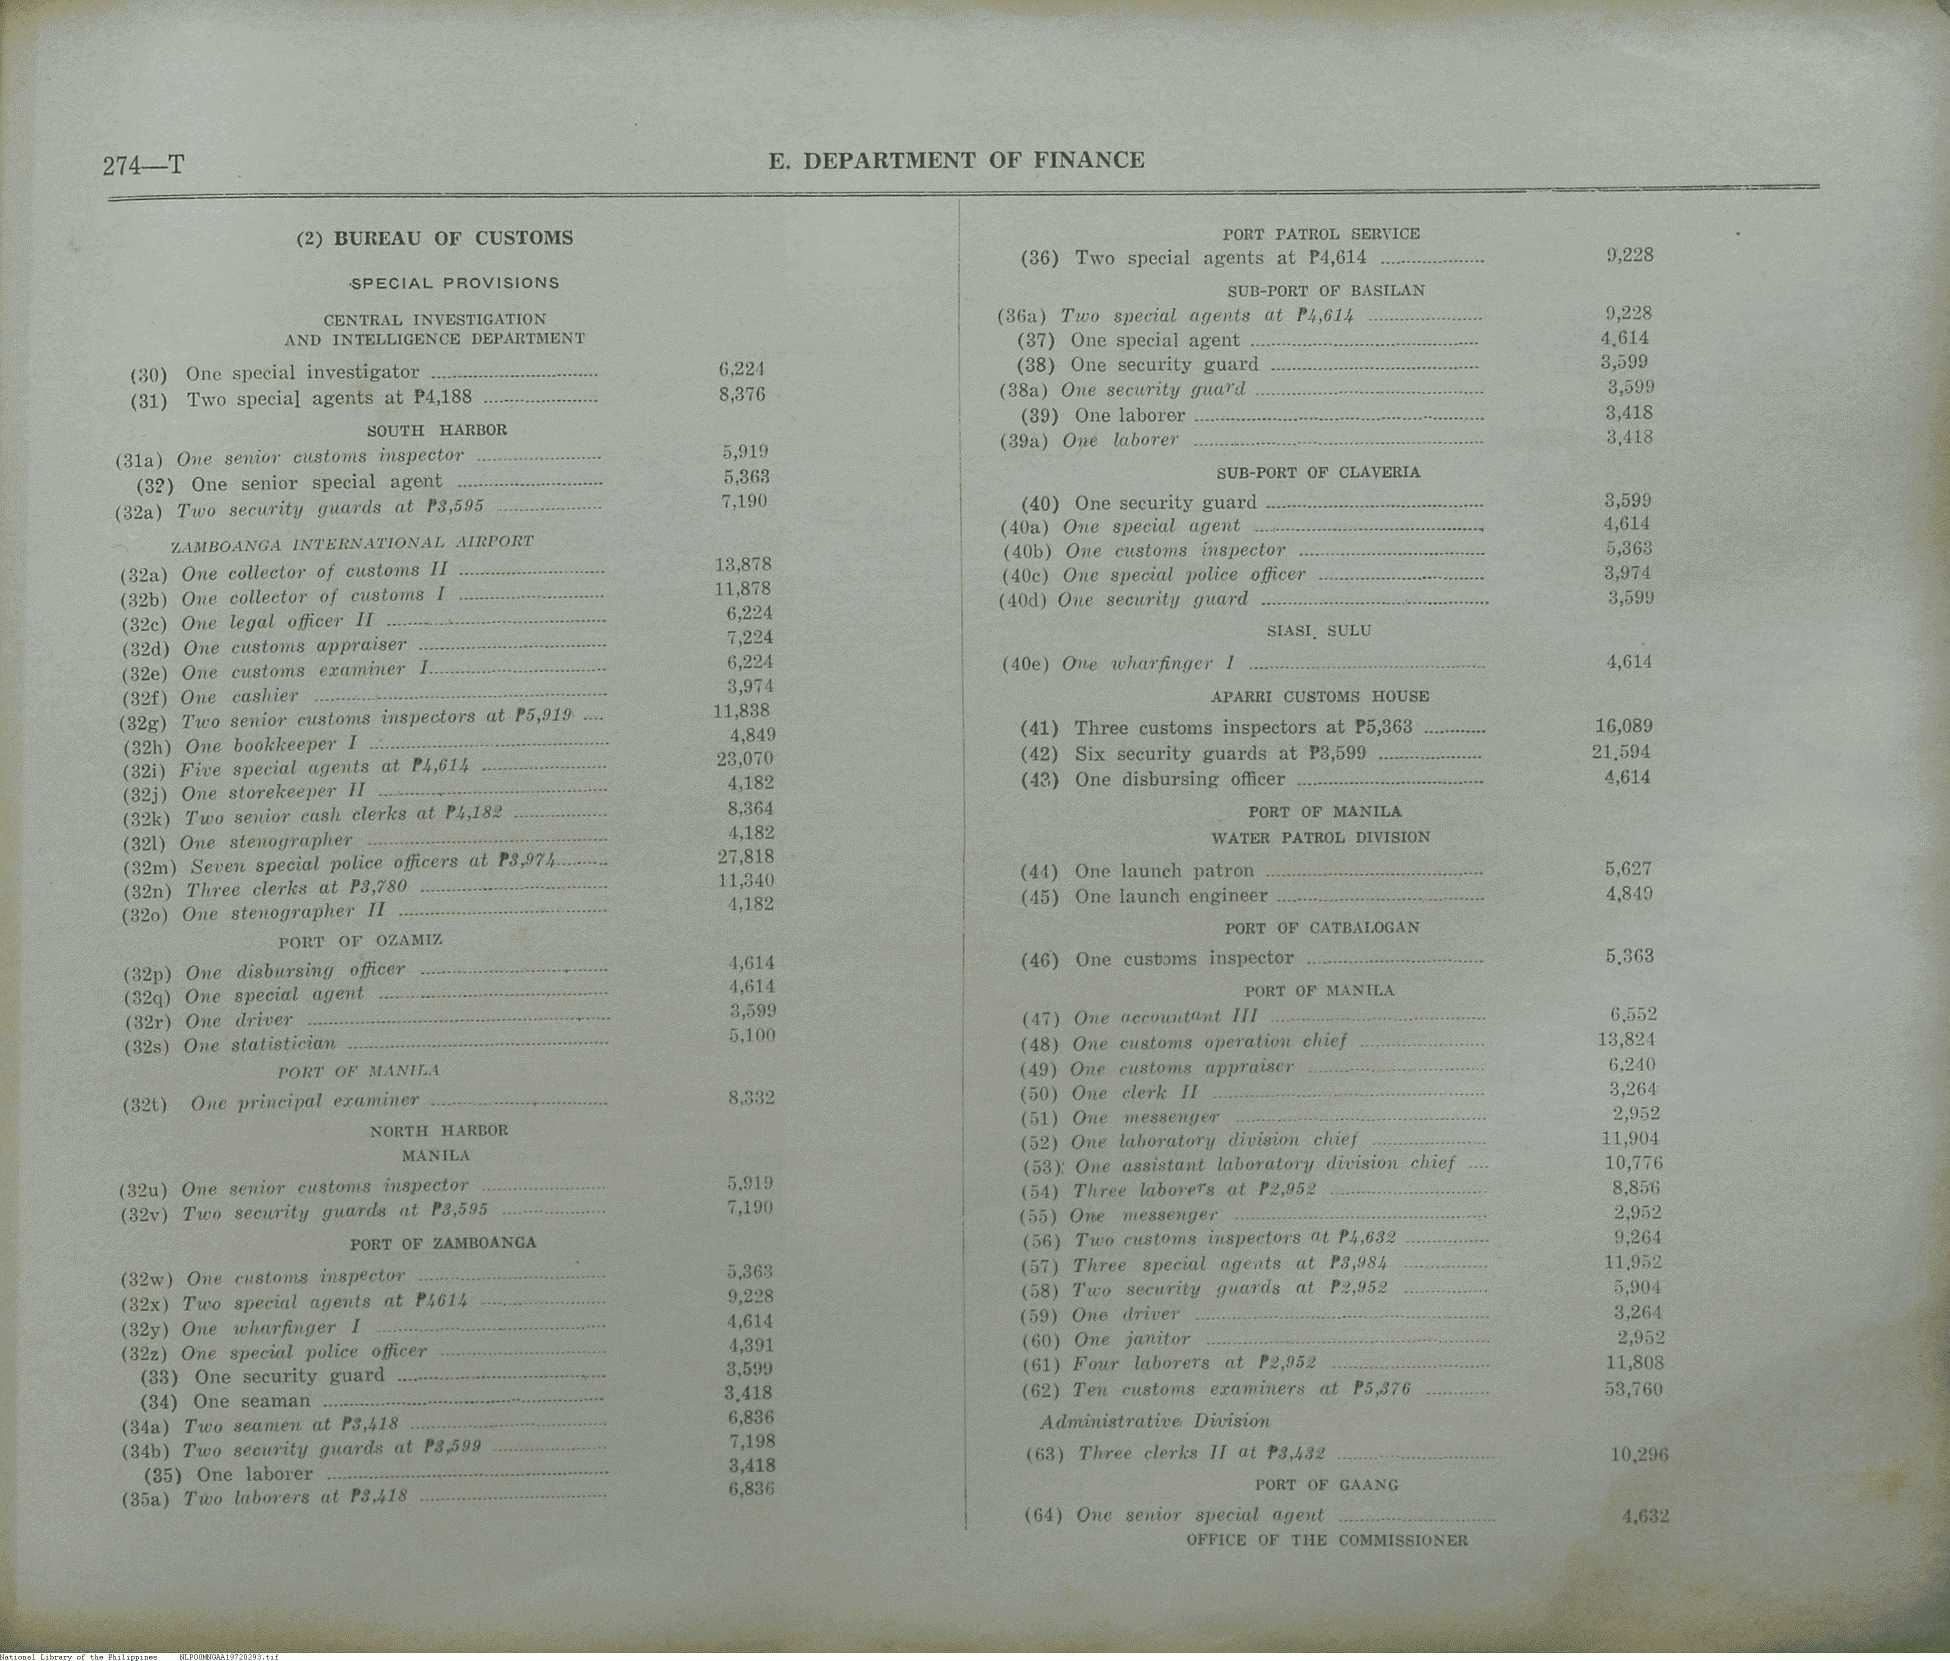 274—T
E. DEPARTMENT OF FINANCE
(2) BUREAU OF CUSTOMS
SPECIAL PROVISIONS
CENTRAL INVESTIGATION
AND INTELLIGENCE DEPARTMENT
(30) One special investigator 6,224
(31) Two special agents at ₱4,188 8,376
SOUTH HARBOR
(31a) One senior customs inspector 5,919
(32) One senior special agent 5,363
(32a) Two security guards at ₱3,595 7,190
ZAMBOANGA INTERNATIONAL AIRPORT
(32a) One collector of customs II 13,878
(32b) One collector of customs I 11,878
(32c) One legal officer II 6,224
(32d) One customs appraiser 7,224
(32e) One customs examiner I 6,224
(32f) One cashier 3,974
(32g) Two senior customs inspectors at ₱5,919 11,838
(32h) One bookkeeper I 4,849
(32i) Five special agents at ₱4,614 23,070
(32j) One storekeeper II 4,182
(32k) Two senior cash clerks at ₱4,182 8,364
(32l) One stenographer 4,182
(32m) Seven special police officers at ₱3,974 27,818
(32n) Three clerks at ₱3,780 11,340
(32o) One stenographer II 4,182
PORT OF OZAMIZ
(32p) One disbursing officer 4,614
(32q) One special agent 4,614
(32r) One driver 3,599
(32s) One statistician 5,100
PORT OF MANILA
(32t) One principal examiner 8,332
NORTH HARBOR
MANILA
(32u) One senior customs inspector 5,919
(32v) Two security guards at ₱3,595 7,190
PORT OF ZAMBOANGA
(32w) One customs inspector 5,363
(32x) Two special agents at ₱4614 9,228
(32y) One wharfinger I 4,614
(32z) One special police officer 4,391
(33) One security guard 3,599
(34) One seaman 3,418
(34a) Two seamen at ₱3,418 6,836
(34b) Two security guards at ₱3,599 7,198
(35) One laborer 3,418
(35a) Two laborers at ₱3,418 6,836
PORT PATROL SERVICE
(36) Two special agents at ₱4,614 9,228
SUB-PORT OF BASILAN
(36a) Two special agents at ₱4,614 9,228
(37) One special agent 4,614
(38) One security guard 3,599
(38a) One security guard 3,599
(39) One laborer 3,418
(39a) One laborer 3,418
SUB-PORT OF CLAVERIA
(40) One security guard 3,599
(40a) One special agent 4,614
(40b) One customs inspector 5,363
(40c) One special police officer 3,974
(40d) One security guard 3,599
SIASI, SULU
(40e) One wharfinger I 4,614
APARRI CUSTOMS HOUSE
(41) Three customs inspectors at ₱5,363 16,089
(42) Six security guards at ₱3,599 21,594
(43) One disbursing officer 4,614
PORT OF MANILA
WATER PATROL DIVISION
(44) One launch patron 5,627
(45) One launch engineer 4,849
PORT OF CATBALOGAN
(46) One customs inspector 5,363
PORT OF MANILA
(47) One accountant III 6,552
(48) One customs operation chief 13,824
(49) One customs appraiser 6,240
(50) One clerk II 3,264
(51) One messenger 2,952
(52) One laboratory division chief 11,904
(53) One assistant laboratory division chief 10,776
(54) Three laborers at ₱2,952 8,856
(55) One messenger 2,952
(56) Two customs inspectors at ₱4,632 9,264
(57) Three special agents at ₱3,984 11,952
(58) Two security guards at ₱2,952 5,904
(59) One driver 3,264
(60) One janitor 2,952
(61) Four laborers at ₱2,952 11,808
(62) Ten customs examiners at ₱5,376 53,760
Administrative Division
(63) Three clerks II at ₱3,432 10,296
PORT OF GAANG
(64) One senior special agent 4,632
OFFICE OF THE COMMISSIONER
National Library of the Philippines NLPO0MNGAA19720293.tif